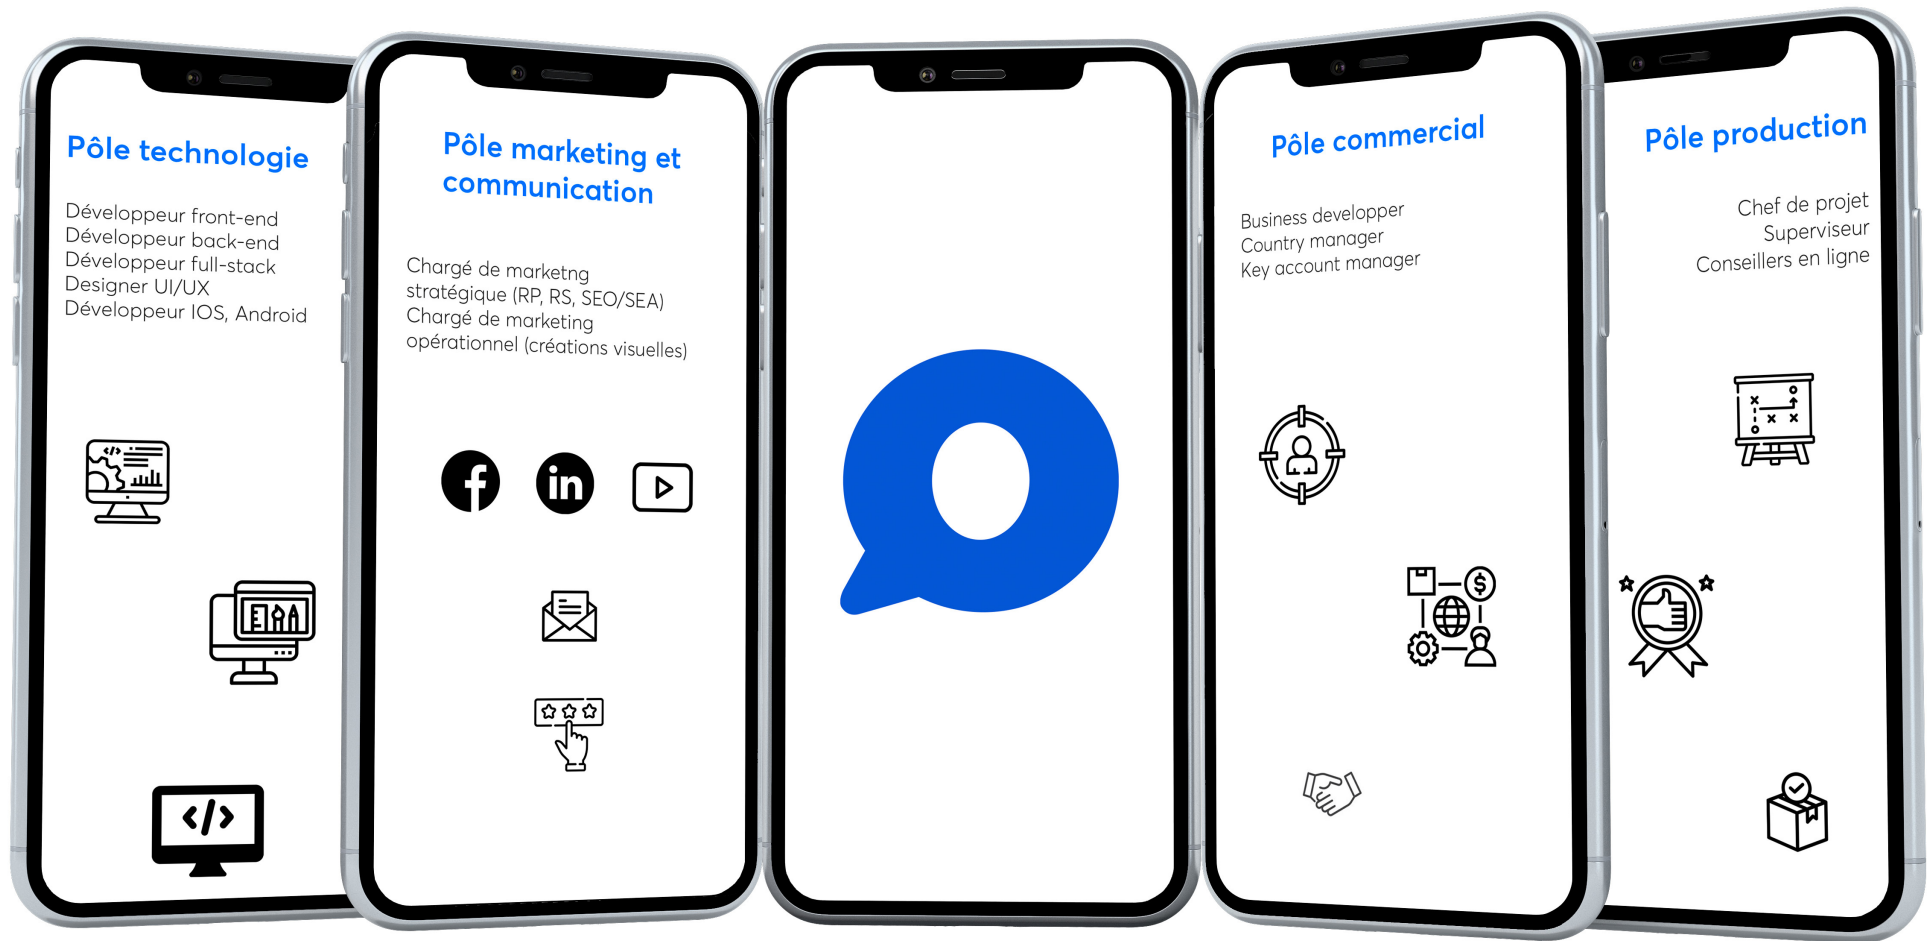 Pôle technologie
Développeur front-end
Développeur back-end
Développeur full-stack
Designer UI/UX
Développeur IOS, Android
Pôle marketing et
communication
Chargé de marketng
stratégique (RP, RS, SEO/SEA)
Chargé de marketing
opérationnel (créations visuelles)
Pôle commercial
Business developper
Country manager
Key account manager
Pôle production
Chef de projet
Superviseur
Conseillers en ligne